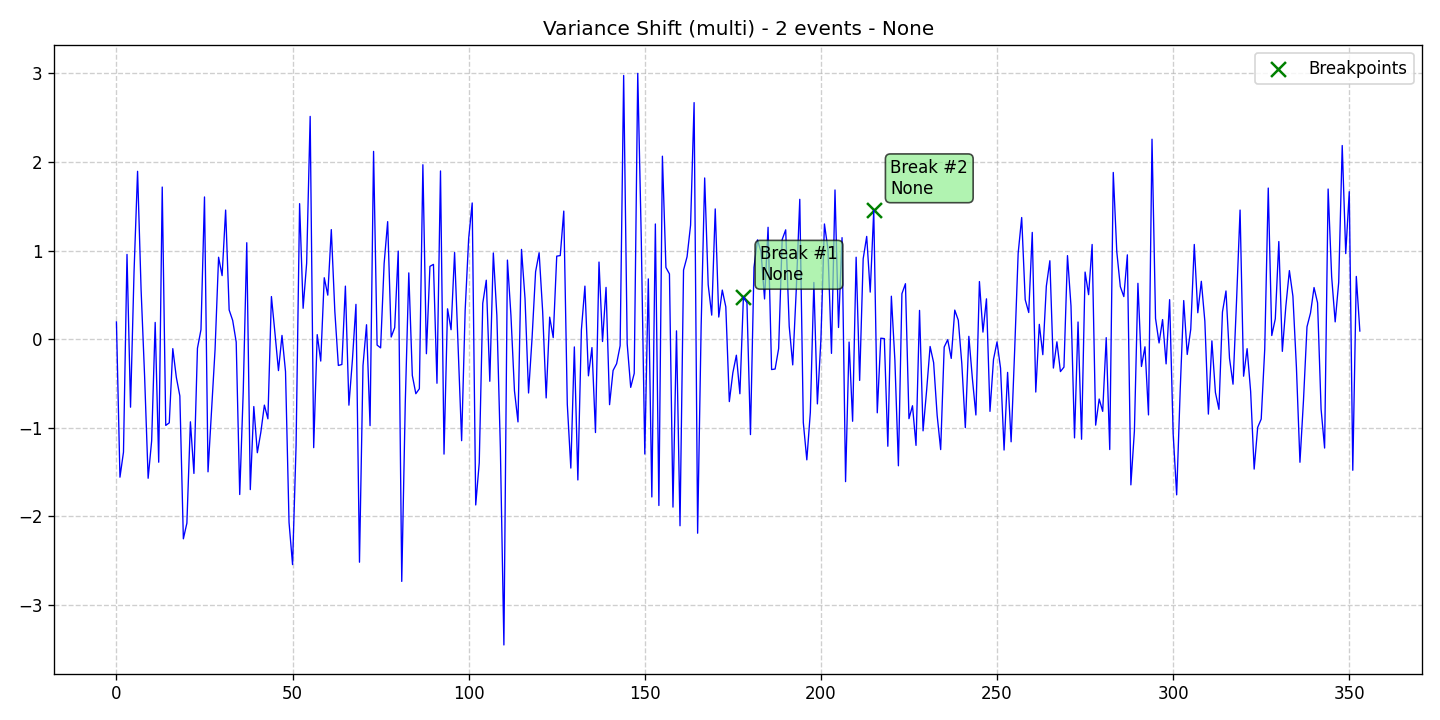 Variance Shift (multi) - 2 events - None
Breakpoints
3
2
1
0
−1
−2
−3
Break #2
None
Break #1
None
0
50
100
150
200
250
300
350